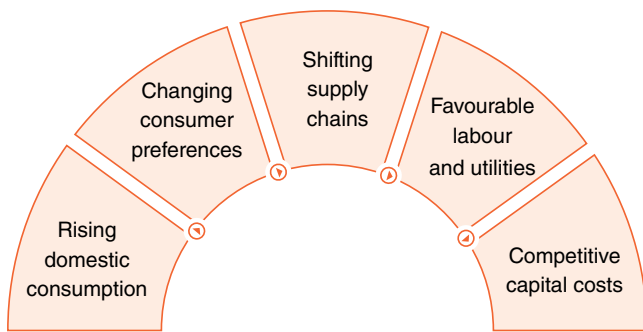 Rising
domestic
consumption
Changing
consumer
preferences
Shifting
supply
chains
Favourable
labour
and utilities
Competitive
capital costs